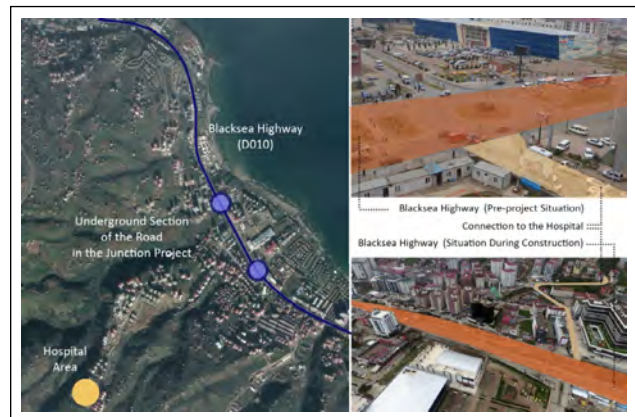 Blacksea Highway
(D010)
Underground Section
of the Road
in the Junction Project
Hospital
Area
Blacksea Highway (Pre-project Situation)
Connection to the Hospital
Blacksea Highway (Situation During Construction)